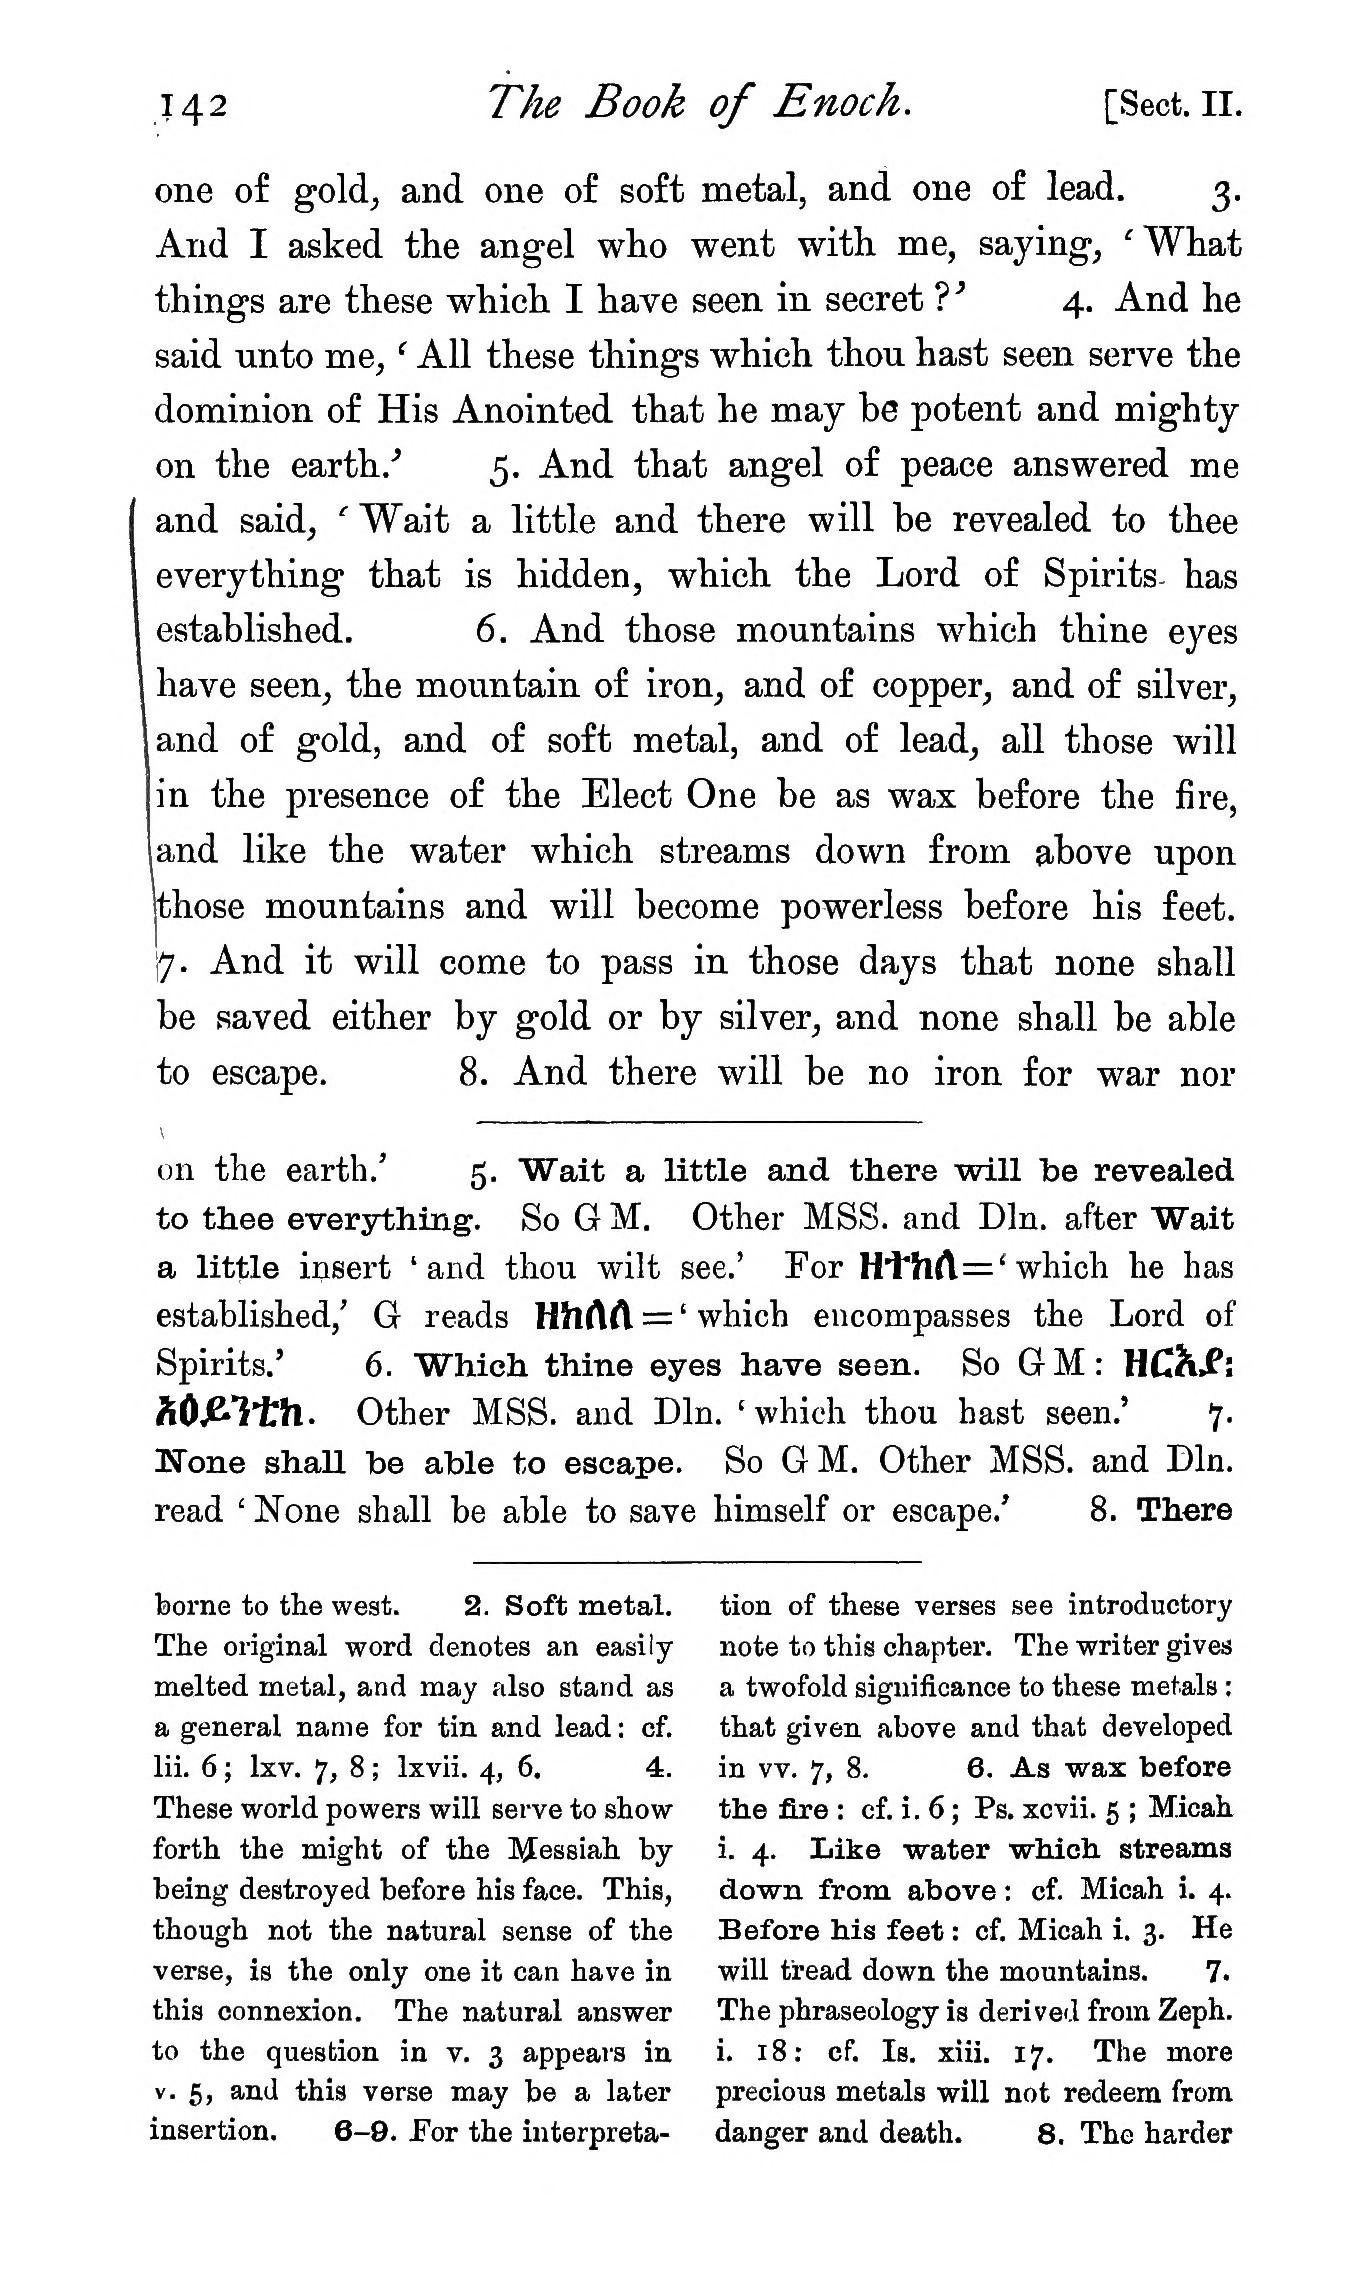 142 The Book of Enoch. [Sect. II.
one of gold, and one of soft metal, and one of lead. 3.
And I asked the angel who went with me, saying, ‘What
things are these which I have seen in secret?’ 4. And he
said unto me, ‘All these things which thou hast seen serve the
dominion of His Anointed that he may be potent and mighty
on the earth.’ 5. And that angel of peace answered me
and said, ‘Wait a little and there will be revealed to thee
everything that is hidden, which the Lord of Spirits has
established. 6. And those mountains which thine eyes
have seen, the mountain of iron, and of copper, and of silver,
and of gold, and of soft metal, and of lead, all those will
in the presence of the Elect One be as wax before the fire,
and like the water which streams down from above upon
those mountains and will become powerless before his feet.
7. And it will come to pass in those days that none shall
be saved either by gold or by silver, and none shall be able
to escape. 8. And there will be no iron for war nor
on the earth.’ 5. Wait a little and there will be revealed
to thee everything. So G M. Other MSS. and Dln. after Wait
a little insert ‘and thou wilt see.’ For ዘተከለ=‘which he has
established,’ G reads ዘከለለ=‘which encompasses the Lord of
Spirits.’ 6. Which thine eyes have seen. So G M: ዘርእያ፡
አዕይንቲከ. Other MSS. and Dln. ‘which thou hast seen.’ 7.
None shall be able to escape. So G M. Other MSS. and Dln.
read ‘None shall be able to save himself or escape.’ 8. There
borne to the west. 2. Soft metal.
The original word denotes an easily
melted metal, and may also stand as
a general name for tin and lead: cf.
lii. 6; lxv. 7, 8; lxvii. 4, 6. 4.
These world powers will serve to show
forth the might of the Messiah by
being destroyed before his face. This,
though not the natural sense of the
verse, is the only one it can have in
this connexion. The natural answer
to the question in v. 3 appears in
v. 5, and this verse may be a later
insertion. 6–9. For the interpreta-
tion of these verses see introductory
note to this chapter. The writer gives
a twofold significance to these metals:
that given above and that developed
in vv. 7, 8. 6. As wax before
the fire: cf. i. 6; Ps. xcvii. 5; Micah
i. 4. Like water which streams
down from above: cf. Micah i. 4.
Before his feet: cf. Micah i. 3. He
will tread down the mountains. 7.
The phraseology is derived from Zeph.
i. 18: cf. Is. xiii. 17. The more
precious metals will not redeem from
danger and death. 8. The harder